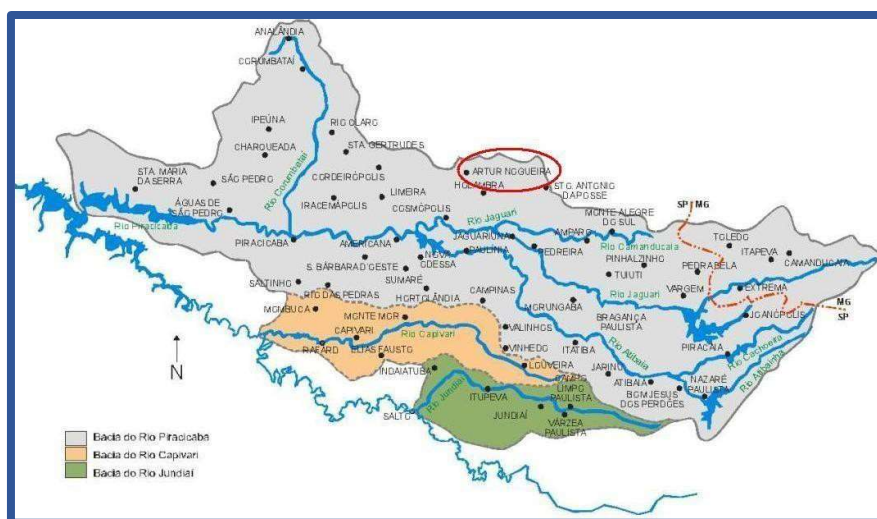 ANALÂNDIA
CORUMBATAÍ
IPEÚNA
RIO CLARO
CHARQUEADA
STA. GERTRUDES
ARTUR NOGUEIRA
STA. MARIA
DA SERRA
SÃO PEDRO
CORDEIRÓPOLIS
HOLAMBRA
STO. ANTONIO
DA POSSE
ÁGUAS DE
SÃO PEDRO
Rio Corumbataí
IRACEMÁPOLIS
LIMEIRA
COSMÓPOLIS
Rio Jaguari
MONTE ALEGRE
DO SUL
SP
MG
Rio Piracicaba
PIRACICABA
AMERICANA
JAGUARIÚNA
PAULÍNIA
AMPARO
Rio Camanducaia
TOLEDO
ITAPEVA
CAMANDUCAIA
NOVA
ODESSA
PEDREIRA
PINHALZINHO
PEDRA BELA
S. BÁRBARA D'OESTE
SUMARÉ
TUIUTI
SALTINHO
RIO DAS PEDRAS
HORTOLÂNDIA
CAMPINAS
MORUNGABA
Rio Jaguari
VARGEM
EXTREMA
MG
SP
MOMBUCA
MONTE MOR
BRAGANÇA
PAULISTA
JOANÓPOLIS
CAPIVARI
Rio Capivari
VALINHOS
RAFARD
ELIAS FAUSTO
VINHEDO
ITATIBA
Rio Atibaia
PIRACAIA
Rio Cachoeira
Rio Atibainha
INDAIATUBA
LOUVEIRA
JARINU
ATIBAIA
NAZARÉ
PAULISTA
CAMPO
LIMPO
PAULISTA
BOM JESUS
DOS PERDÕES
Rio Jundiaí
ITUPEVA
SALTO
JUNDIAÍ
VÁRZEA
PAULISTA
N
Bacia do Rio Piracicaba
Bacia do Rio Capivari
Bacia do Rio Jundiaí